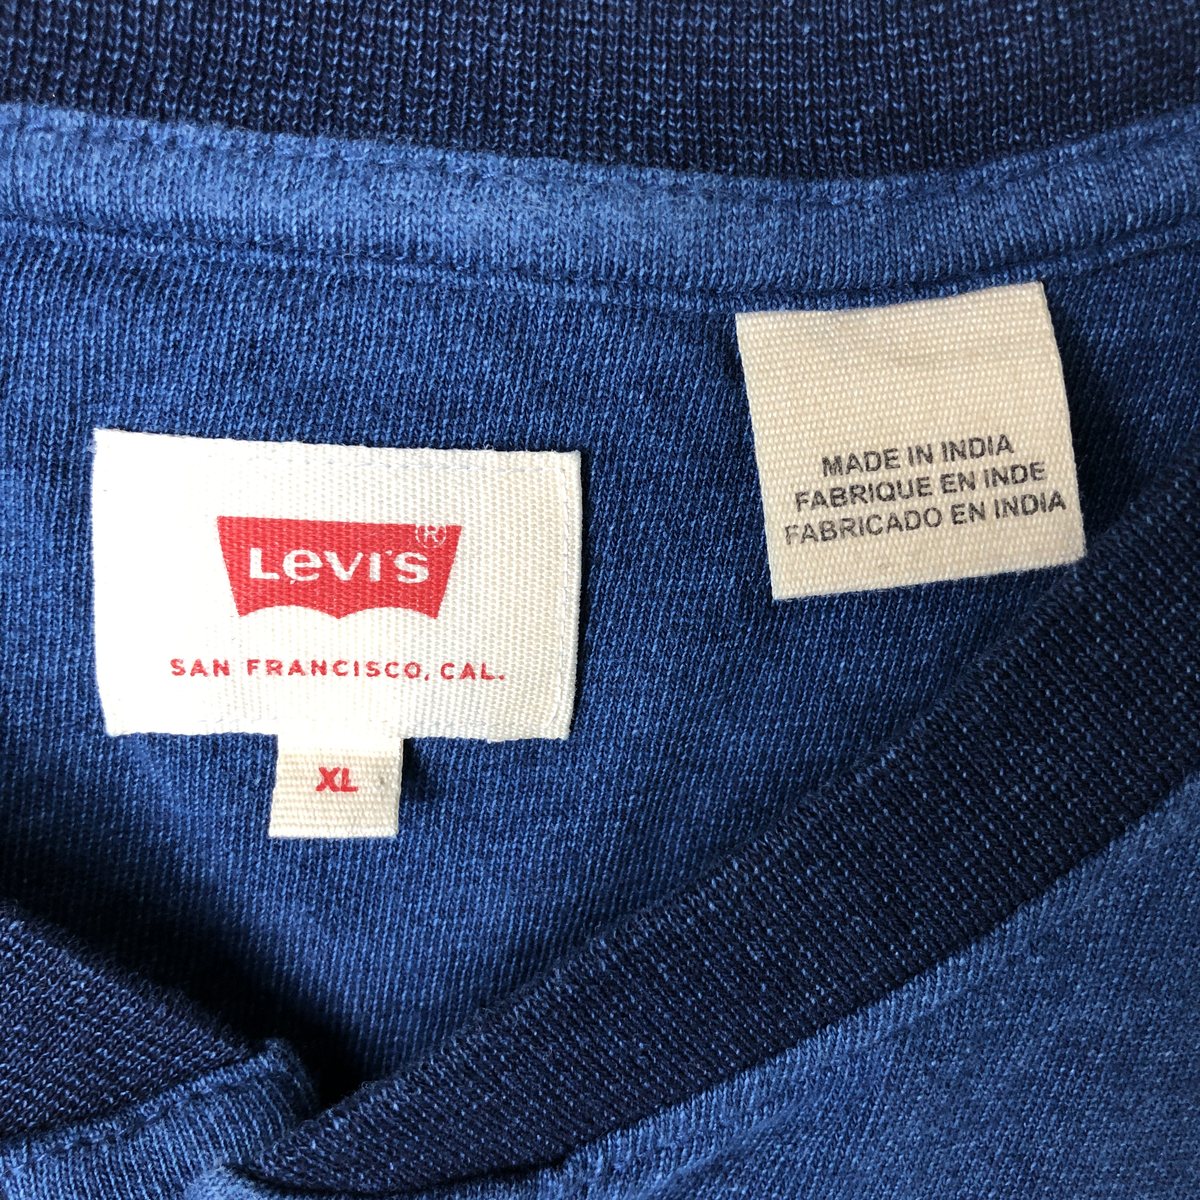 Levi's®
SAN FRANCISCO, CAL.
XL
MADE IN INDIA
FABRIQUE EN INDE
FABRICADO EN INDIA